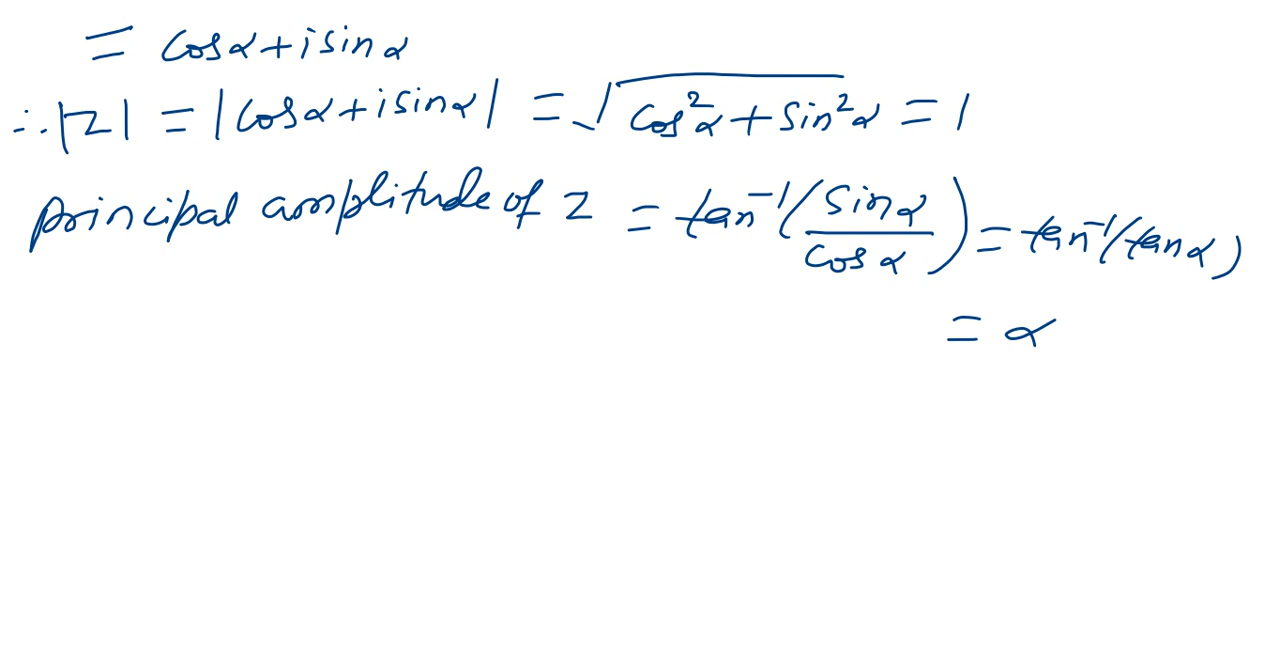 = cosα + i sinα
∴ |z| = |cosα + i sinα| = √(cos²α + sin²α) = 1
principal amplitude of z = tan⁻¹(sinα/cosα) = tan⁻¹(tanα)
= α